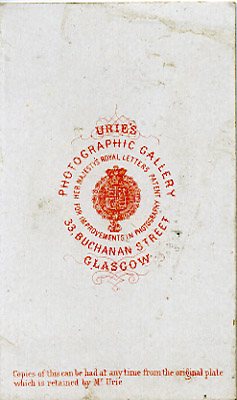 URIE'S
PHOTOGRAPHIC GALLERY
HER MAJESTY'S ROYAL LETTERS PATENT
FOR IMPROVEMENTS IN PHOTOGRAPHY
33, BUCHANAN STREET
GLASGOW.
Copies of this can be had at any time from the original plate
which is retained by Mr Urie